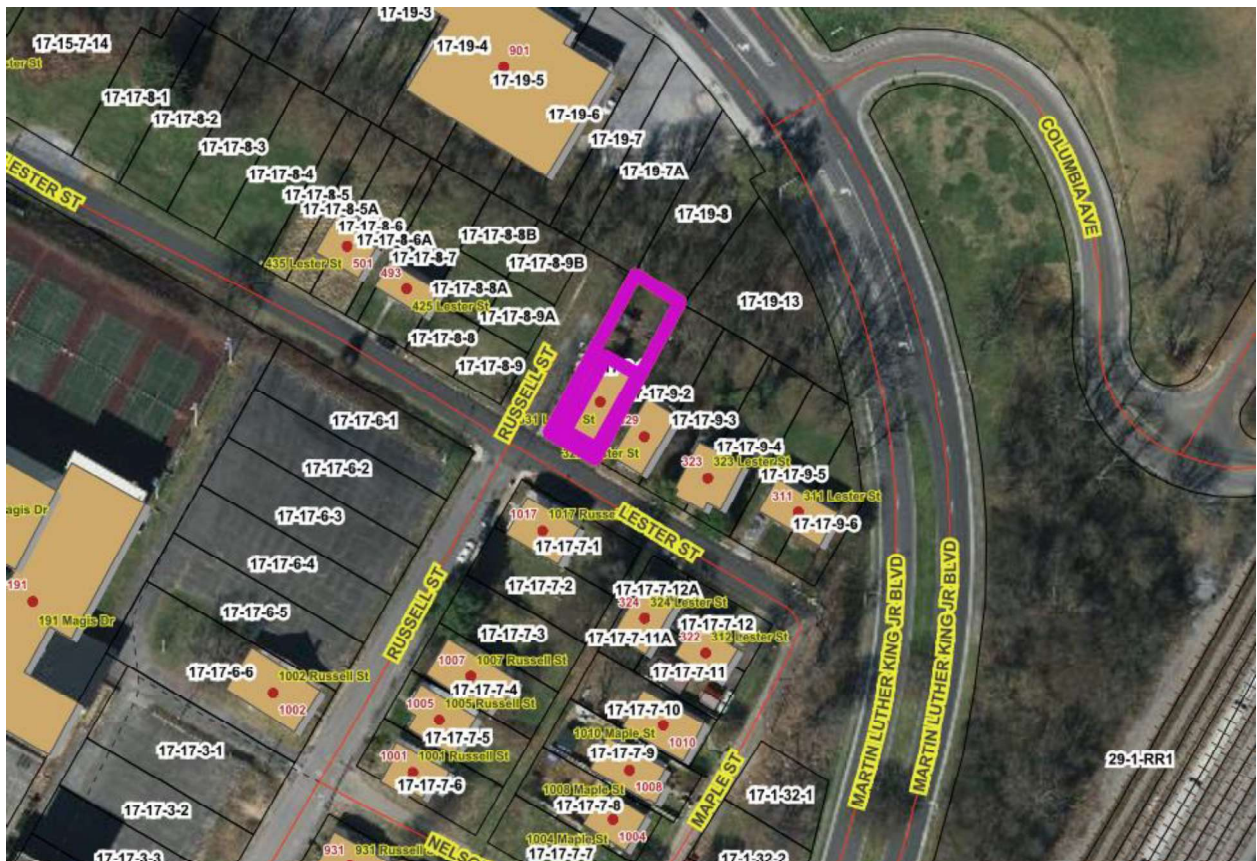 17-19-3
17-15-7-14
17-19-4
901
17-19-5
17-17-8-1
17-19-6
17-17-8-2
17-19-7
COLUMBIA AVE
17-17-8-3
17-19-7A
17-17-8-4
LESTER ST
17-17-8-5
17-17-8-5A
17-19-8
17-17-8-6
17-17-8-8B
17-17-8-6A
17-17-8-7
17-17-8-9B
435 Lester St
501
493
17-17-8-8A
17-19-13
425 Lester St
17-17-8-9A
17-17-8-8
17-17-8-9
RUSSELL ST
17-17-9-2
17-17-6-1
17-17-9-3
17-17-9-4
323
323 Lester St
17-17-9-5
17-17-6-2
311
311 Lester St
1017
LESTER ST
17-17-6-3
17-17-9-6
17-17-7-1
17-17-6-4
17-17-7-2
17-17-7-12A
191
324
324 Lester St
17-17-6-5
RUSSELL ST
17-17-7-12
191 Magis Dr
17-17-7-3
17-17-7-11A
322
312 Lester St
1007
1007 Russell St
17-17-6-6
1002 Russell St
17-17-7-11
17-17-7-4
1005
1005 Russell St
1002
17-17-7-10
1010 Maple St
17-17-7-5
1010
17-17-3-1
1001
1001 Russell St
17-17-7-9
MARTIN LUTHER KING JR BLVD
MARTIN LUTHER KING JR BLVD
29-1-RR1
17-17-7-6
1008 Maple St
1008
MAPLE ST
17-1-32-1
17-17-7-8
17-17-3-2
1004 Maple St
1004
931
931 Russell
17-17-7-7
17-17-3-3
17-1-32-2